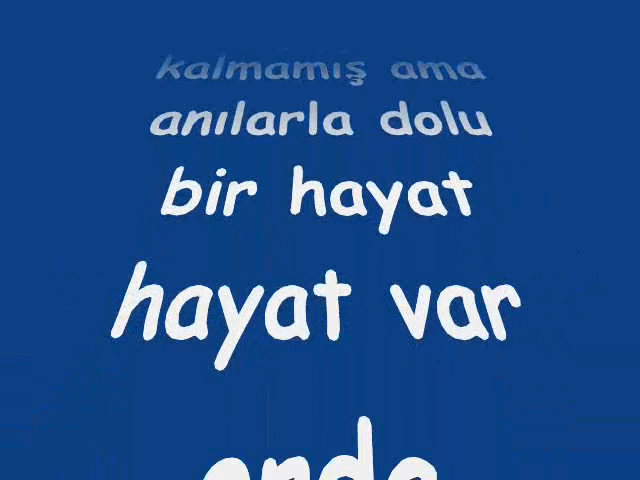 kalmamış ama
anılarla dolu
bir hayat
hayat var